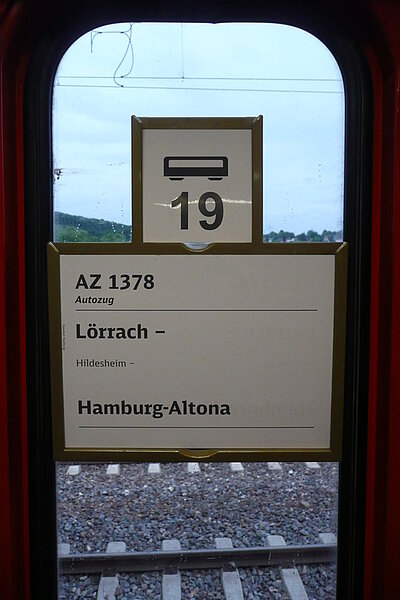 19
AZ 1378
Autozug
Lörrach –
Hildesheim –
Hamburg-Altona